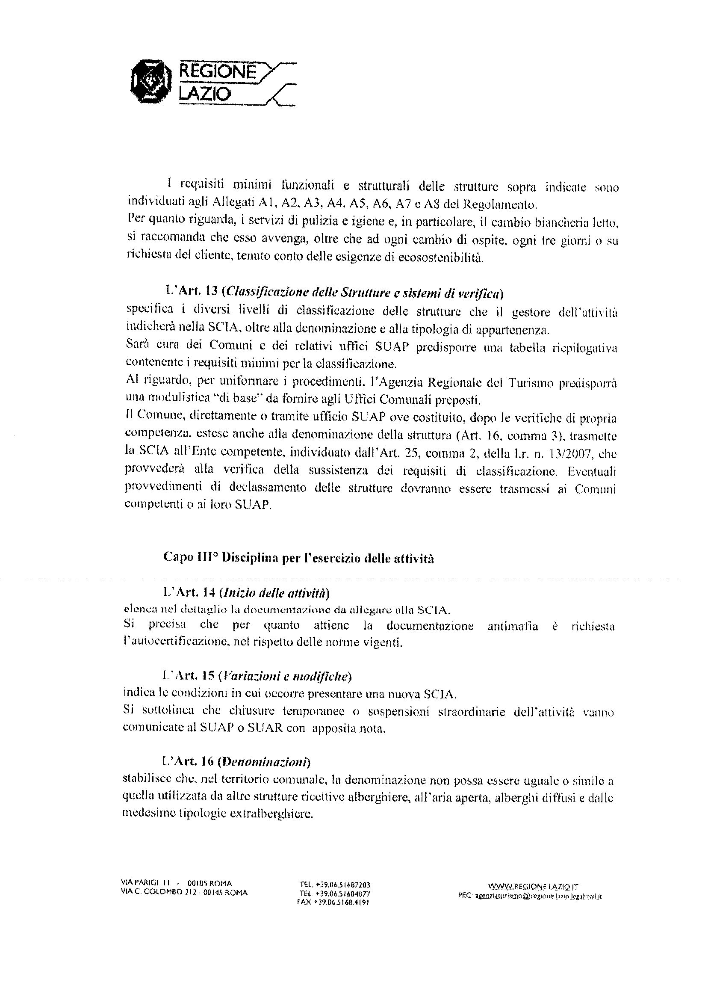 REGIONE
LAZIO
I requisiti minimi funzionali e strutturali delle strutture sopra indicate sono
individuati agli Allegati A1, A2, A3, A4. A5, A6, A7 e A8 del Regolamento.
Per quanto riguarda, i servizi di pulizia e igiene e, in particolare, il cambio biancheria letto,
si raccomanda che esso avvenga, oltre che ad ogni cambio di ospite, ogni tre giorni o su
richiesta del cliente, tenuto conto delle esigenze di ecosostenibilità.
L'Art. 13 (Classificazione delle Strutture e sistemi di verifica)
specifica i diversi livelli di classificazione delle strutture che il gestore dell'attività
indicherà nella SCIA, oltre alla denominazione e alla tipologia di appartenenza.
Sarà cura dei Comuni e dei relativi uffici SUAP predisporre una tabella riepilogativa
contenente i requisiti minimi per la classificazione.
Al riguardo, per uniformare i procedimenti, l'Agenzia Regionale del Turismo predisporrà
una modulistica "di base" da fornire agli Uffici Comunali preposti.
Il Comune, direttamente o tramite ufficio SUAP ove costituito, dopo le verifiche di propria
competenza, estese anche alla denominazione della struttura (Art. 16, comma 3), trasmette
la SCIA all'Ente competente, individuato dall'Art. 25, comma 2, della l.r. n. 13/2007, che
provvederà alla verifica della sussistenza dei requisiti di classificazione. Eventuali
provvedimenti di declassamento delle strutture dovranno essere trasmessi ai Comuni
competenti o ai loro SUAP.
Capo III° Disciplina per l'esercizio delle attività
L'Art. 14 (Inizio delle attività)
elenca nel dettaglio la documentazione da allegare alla SCIA.
Si precisa che per quanto attiene la documentazione antimafia è richiesta
l'autocertificazione, nel rispetto delle norme vigenti.
L'Art. 15 (Variazioni e modifiche)
indica le condizioni in cui occorre presentare una nuova SCIA.
Si sottolinea che chiusure temporanee o sospensioni straordinarie dell'attività vanno
comunicate al SUAP o SUAR con apposita nota.
L'Art. 16 (Denominazioni)
stabilisce che, nel territorio comunale, la denominazione non possa essere uguale o simile a
quella utilizzata da altre strutture ricettive alberghiere, all'aria aperta, alberghi diffusi e dalle
medesime tipologie extralberghiere.
VIA PARIGI 11 - 00185 ROMA
VIA C. COLOMBO 212 - 00145 ROMA
TEL. +39.06.51687203
TEL. +39.06.51684877
FAX +39.06.5168.4191
WWW.REGIONE.LAZIO.IT
PEC: agenziaturismo@regione.lazio.legalmail.it